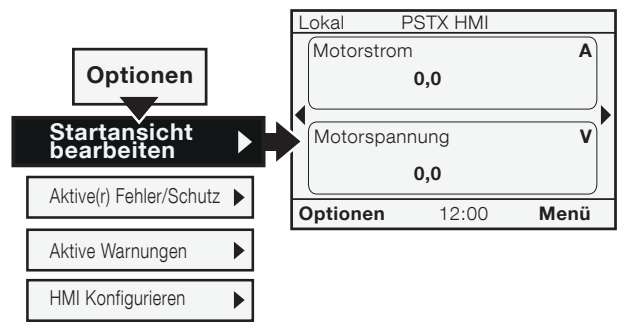 Optionen
Startansicht
bearbeiten
Aktive(r) Fehler/Schutz
Aktive Warnungen
HMI Konfigurieren
Lokal PSTX HMI
Motorstrom A
0,0
Motorspannung V
0,0
Optionen 12:00 Menü